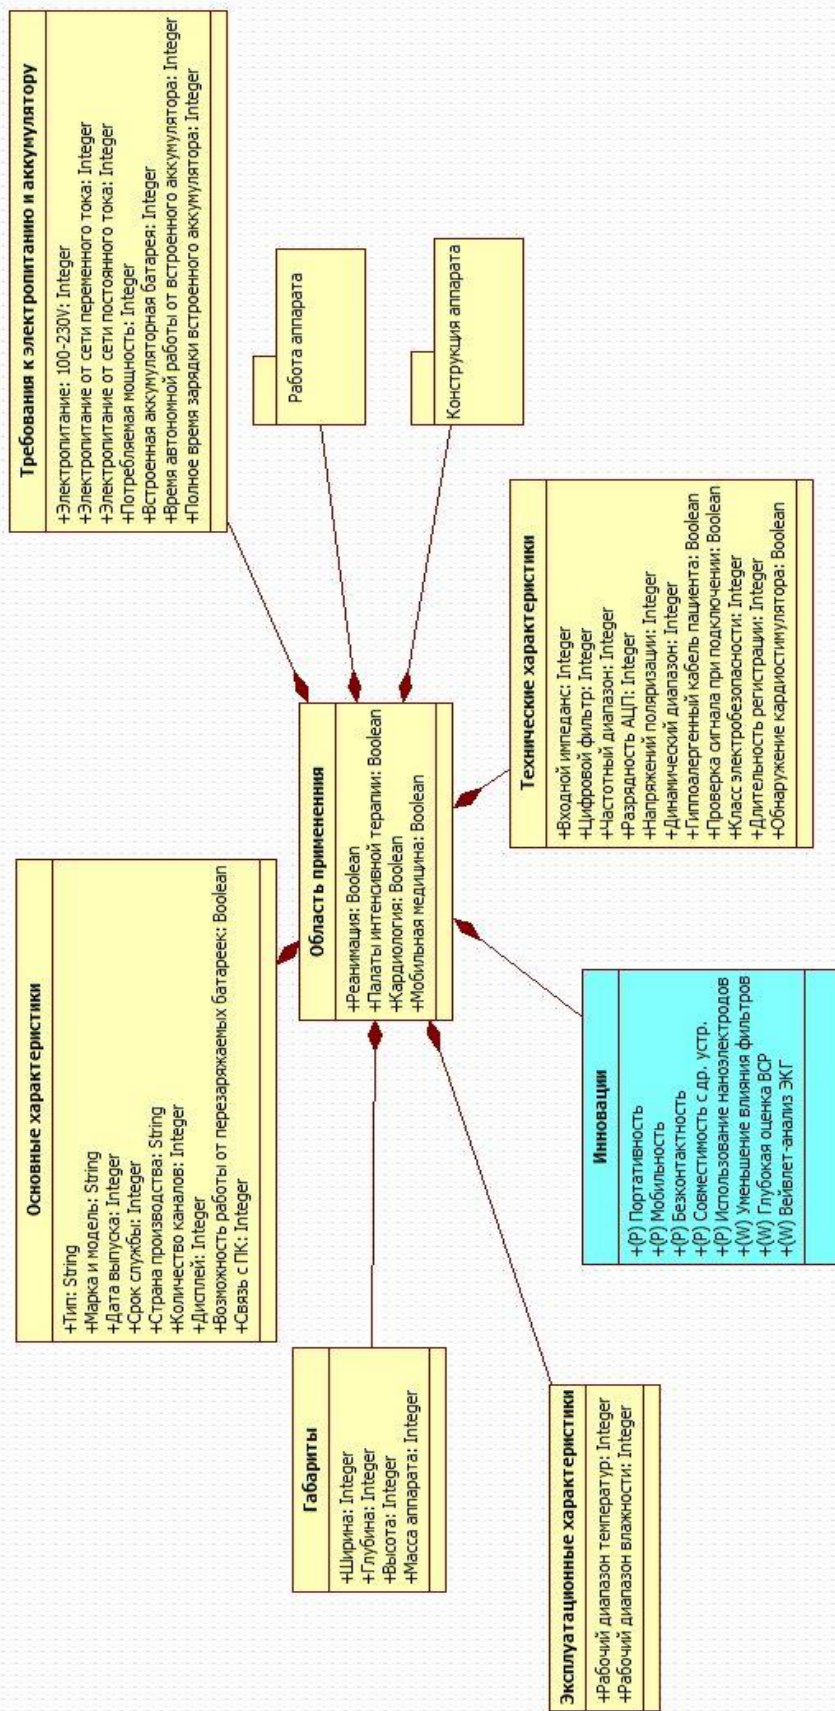 Основные характеристики
+Тип: String
+Марка и модель: String
+Дата выпуска: Integer
+Срок службы: Integer
+Страна производства: String
+Количество каналов: Integer
+Дисплей: Integer
+Возможность работы от перезаряжаемых батареек: Boolean
+Связь с ПК: Integer
Требования к электропитанию и аккумулятору
+Электропитание: 100-230V: Integer
+Электропитание от сети переменного тока: Integer
+Электропитание от сети постоянного тока: Integer
+Потребляемая мощность: Integer
+Встроенная аккумуляторная батарея: Integer
+Время автономной работы от встроенного аккумулятора: Integer
+Полное время зарядки встроенного аккумулятора: Integer
Габариты
+Ширина: Integer
+Глубина: Integer
+Высота: Integer
+Масса аппарата: Integer
Область примененния
+Реанимация: Boolean
+Палаты интенсивной терапии: Boolean
+Кардиология: Boolean
+Мобильная медицина: Boolean
Работа аппарата
Конструкция аппарата
Эксплуатационные характеристики
+Рабочий диапазон температур: Integer
+Рабочий диапазон влажности: Integer
Инновации
+(P) Портативность
+(P) Мобильность
+(P) Безконтактность
+(P) Совместимость с др. устр.
+(P) Использование наноэлектродов
+(W) Уменьшение влияния фильтров
+(W) Глубокая оценка ВСР
+(W) Вейвлет-анализ ЭКГ
Технические характеристики
+Входной импеданс: Integer
+Цифровой фильтр: Integer
+Частотный диапазон: Integer
+Разрядность АЦП: Integer
+Напряжений поляризации: Integer
+Динамический диапазон: Integer
+Гиппоалергенный кабель пациента: Boolean
+Проверка сигнала при подключении: Boolean
+Класс электробезопасности: Integer
+Длительность регистрации: Integer
+Обнаружение кардиостимулятора: Boolean